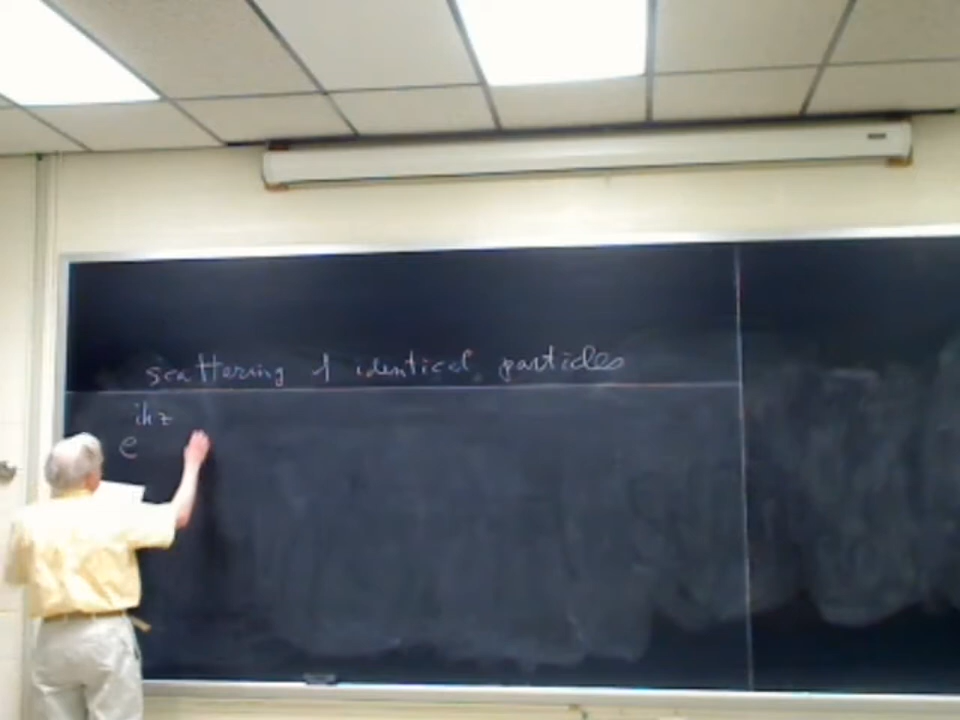 scattering of identical particles
e^{ikz}